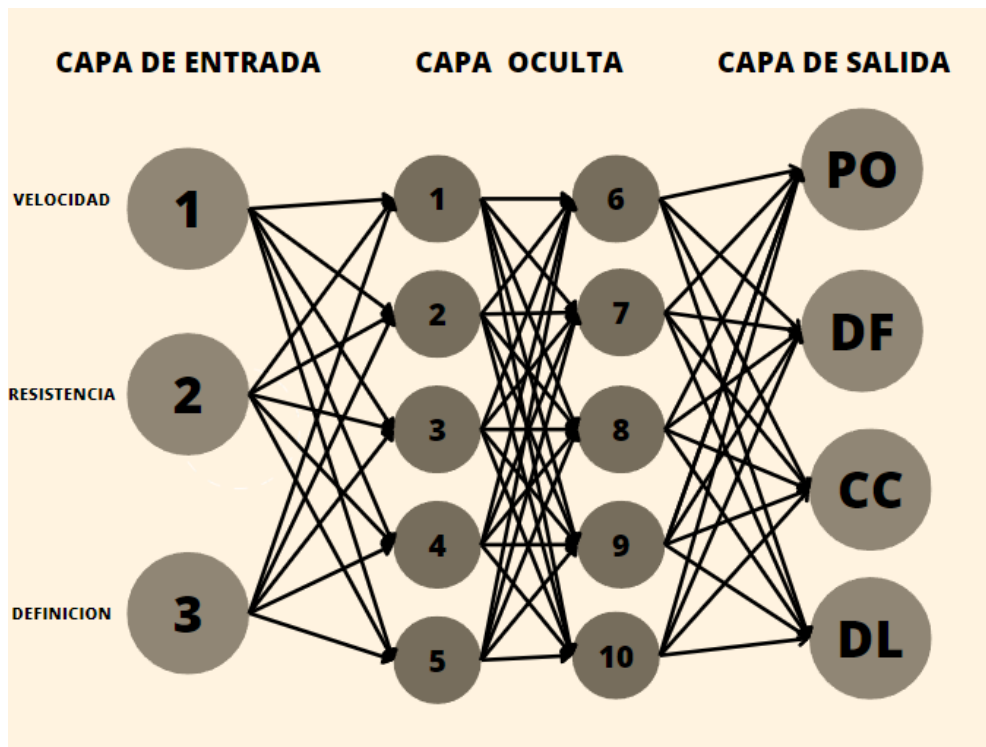 CAPA DE ENTRADA
CAPA OCULTA
CAPA DE SALIDA
VELOCIDAD
1
RESISTENCIA
2
DEFINICION
3
1
2
3
4
5
6
7
8
9
10
PO
DF
CC
DL